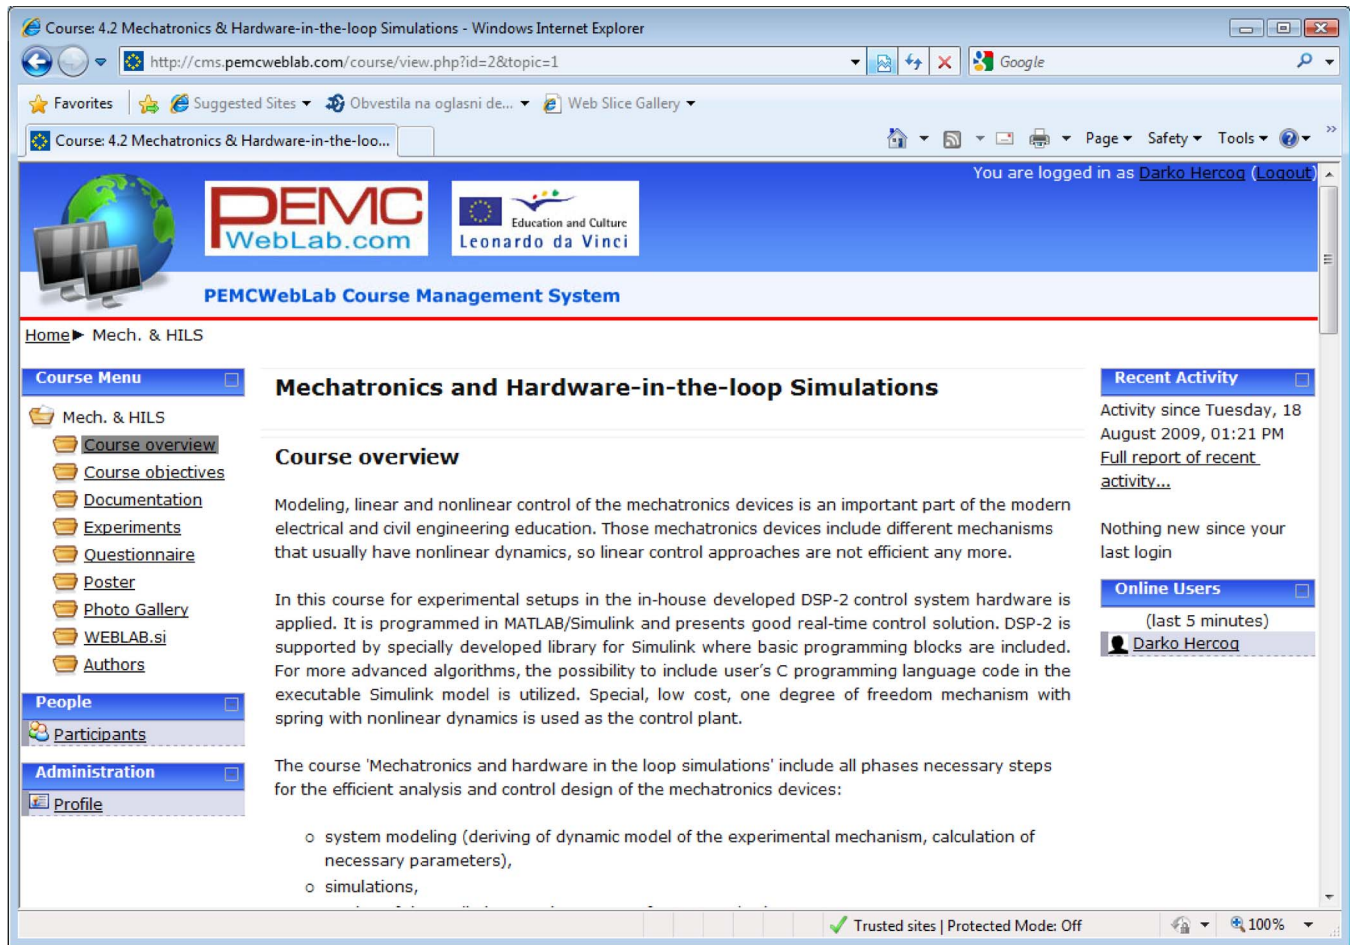 Course: 4.2 Mechatronics & Hardware-in-the-loop Simulations - Windows Internet Explorer
http://cms.pemcweblab.com/course/view.php?id=2&topic=1
Google
Favorites
Suggested Sites
Obvestila na oglasni de...
Web Slice Gallery
Course: 4.2 Mechatronics & Hardware-in-the-loo...
Page
Safety
Tools
You are logged in as Darko Hercog (Logout)
PEMC
WebLab.com
Education and Culture
Leonardo da Vinci
PEMCWebLab Course Management System
Home► Mech. & HILS
Course Menu
Mech. & HILS
Course overview
Course objectives
Documentation
Experiments
Questionnaire
Poster
Photo Gallery
WEBLAB.si
Authors
People
Participants
Administration
Profile
Mechatronics and Hardware-in-the-loop Simulations
Course overview
Modeling, linear and nonlinear control of the mechatronics devices is an important part of the modern
electrical and civil engineering education. Those mechatronics devices include different mechanisms
that usually have nonlinear dynamics, so linear control approaches are not efficient any more.
In this course for experimental setups in the in-house developed DSP-2 control system hardware is
applied. It is programmed in MATLAB/Simulink and presents good real-time control solution. DSP-2 is
supported by specially developed library for Simulink where basic programming blocks are included.
For more advanced algorithms, the possibility to include user's C programming language code in the
executable Simulink model is utilized. Special, low cost, one degree of freedom mechanism with
spring with nonlinear dynamics is used as the control plant.
The course 'Mechatronics and hardware in the loop simulations' include all phases necessary steps
for the efficient analysis and control design of the mechatronics devices:
o system modeling (deriving of dynamic model of the experimental mechanism, calculation of
necessary parameters),
o simulations,
Recent Activity
Activity since Tuesday, 18
August 2009, 01:21 PM
Full report of recent
activity...
Nothing new since your
last login
Online Users
(last 5 minutes)
Darko Hercog
Trusted sites | Protected Mode: Off
100%